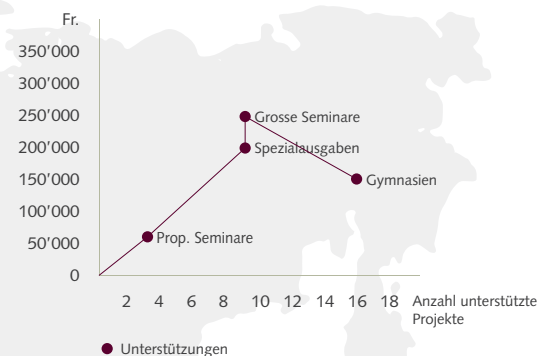 Fr.
350’000
300’000
250’000
Grosse Seminare
200’000
Spezialausgaben
150’000
Gymnasien
100’000
Prop. Seminare
50’000
0
2 4 6 8 10 12 14 16 18 Anzahl unterstützte
Projekte
Unterstützungen